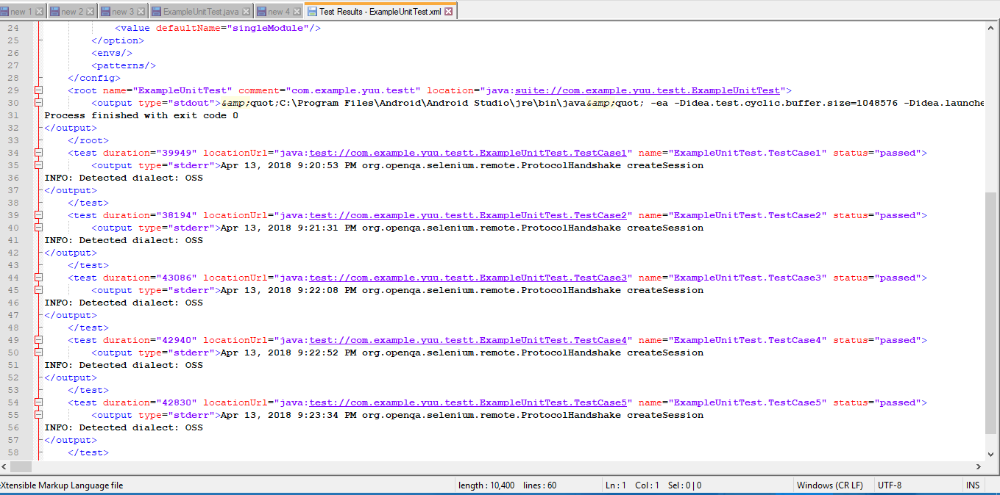 new 1 new 2 new 3 ExampleUnitTest.java new 4 Test Results - ExampleUnitTest.xml
24 <value defaultName="singleModule"/>
25 </option>
26 <envs/>
27 <patterns/>
28 </config>
29 <root name="ExampleUnitTest" comment="com.example.yuu.testt" location="java:suite://com.example.yuu.testt.ExampleUnitTest">
30 <output type="stdout">&amp;quot;C:\Program Files\Android\Android Studio\jre\bin\java&amp;quot; -ea -Didea.test.cyclic.buffer.size=1048576 -Didea.launche
31 Process finished with exit code 0
32 </output>
33 </root>
34 <test duration="39949" locationUrl="java:test://com.example.yuu.testt.ExampleUnitTest.TestCase1" name="ExampleUnitTest.TestCase1" status="passed">
35 <output type="stderr">Apr 13, 2018 9:20:53 PM org.openqa.selenium.remote.ProtocolHandshake createSession
36 INFO: Detected dialect: OSS
37 </output>
38 </test>
39 <test duration="38194" locationUrl="java:test://com.example.yuu.testt.ExampleUnitTest.TestCase2" name="ExampleUnitTest.TestCase2" status="passed">
40 <output type="stderr">Apr 13, 2018 9:21:31 PM org.openqa.selenium.remote.ProtocolHandshake createSession
41 INFO: Detected dialect: OSS
42 </output>
43 </test>
44 <test duration="43086" locationUrl="java:test://com.example.yuu.testt.ExampleUnitTest.TestCase3" name="ExampleUnitTest.TestCase3" status="passed">
45 <output type="stderr">Apr 13, 2018 9:22:08 PM org.openqa.selenium.remote.ProtocolHandshake createSession
46 INFO: Detected dialect: OSS
47 </output>
48 </test>
49 <test duration="42940" locationUrl="java:test://com.example.yuu.testt.ExampleUnitTest.TestCase4" name="ExampleUnitTest.TestCase4" status="passed">
50 <output type="stderr">Apr 13, 2018 9:22:52 PM org.openqa.selenium.remote.ProtocolHandshake createSession
51 INFO: Detected dialect: OSS
52 </output>
53 </test>
54 <test duration="42830" locationUrl="java:test://com.example.yuu.testt.ExampleUnitTest.TestCase5" name="ExampleUnitTest.TestCase5" status="passed">
55 <output type="stderr">Apr 13, 2018 9:23:34 PM org.openqa.selenium.remote.ProtocolHandshake createSession
56 INFO: Detected dialect: OSS
57 </output>
58 </test>
eXtensible Markup Language file length : 10,400 lines : 60 Ln : 1 Col : 1 Sel : 0 | 0 Windows (CR LF) UTF-8 INS